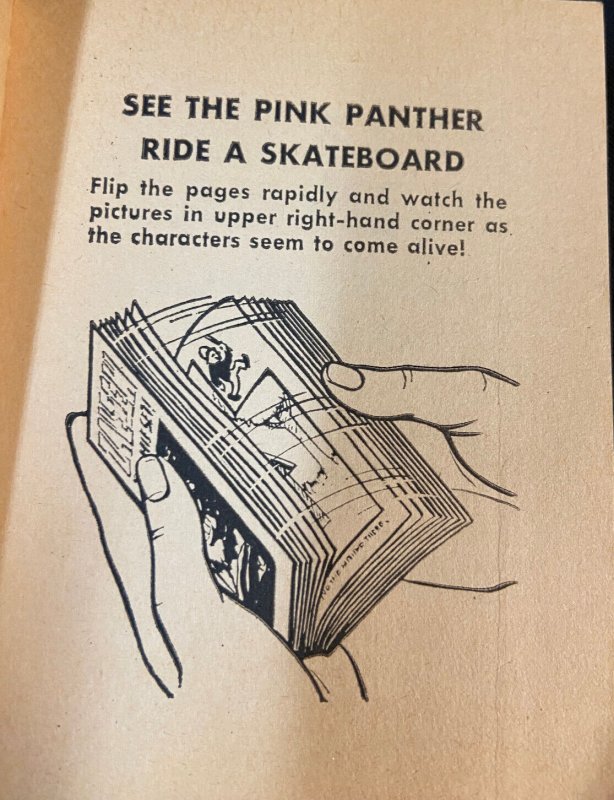 SEE THE PINK PANTHER
RIDE A SKATEBOARD
Flip the pages rapidly and watch the
pictures in upper right-hand corner as
the characters seem to come alive!